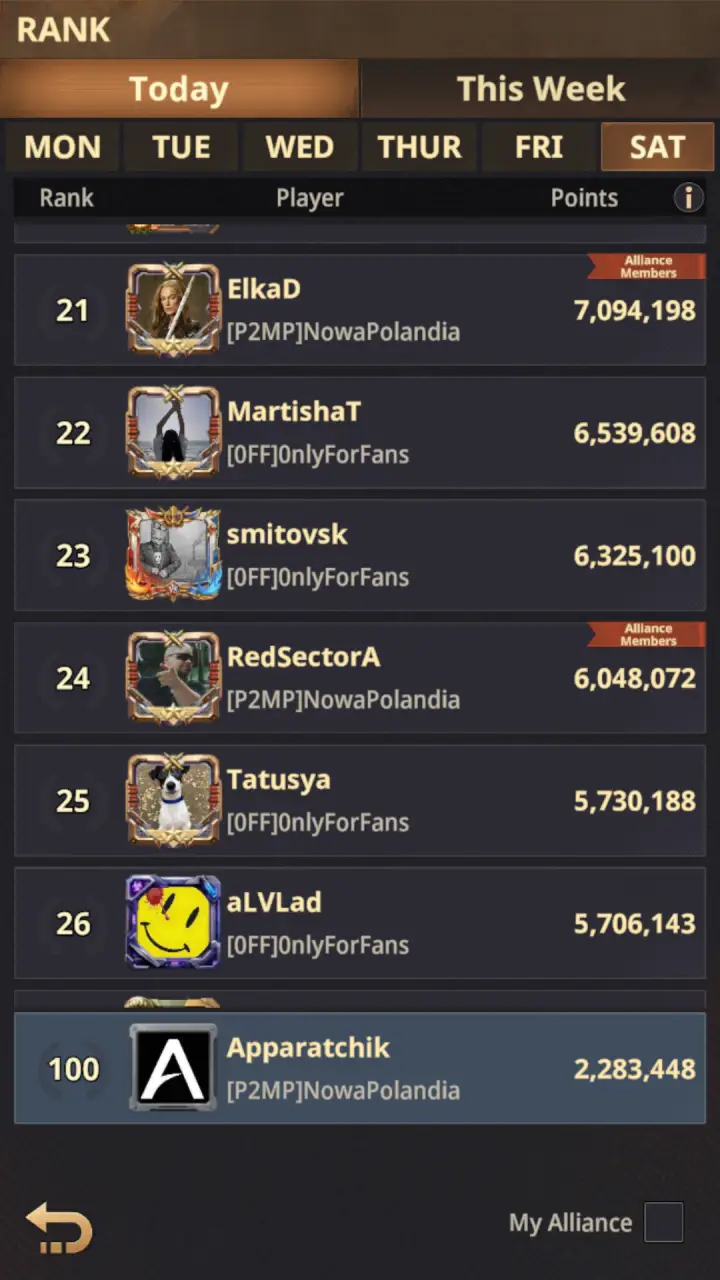 RANK
Today
This Week
MON
TUE
WED
THUR
FRI
SAT
Rank
Player
Points
i
Alliance
Members
21
ElkaD
[P2MP]NowaPolandia
7,094,198
22
MartishaT
[0FF]0nlyForFans
6,539,608
23
smitovsk
[0FF]0nlyForFans
6,325,100
Alliance
Members
24
RedSectorA
[P2MP]NowaPolandia
6,048,072
25
Tatusya
[0FF]0nlyForFans
5,730,188
26
aLVLad
[0FF]0nlyForFans
5,706,143
100
Apparatchik
[P2MP]NowaPolandia
2,283,448
My Alliance